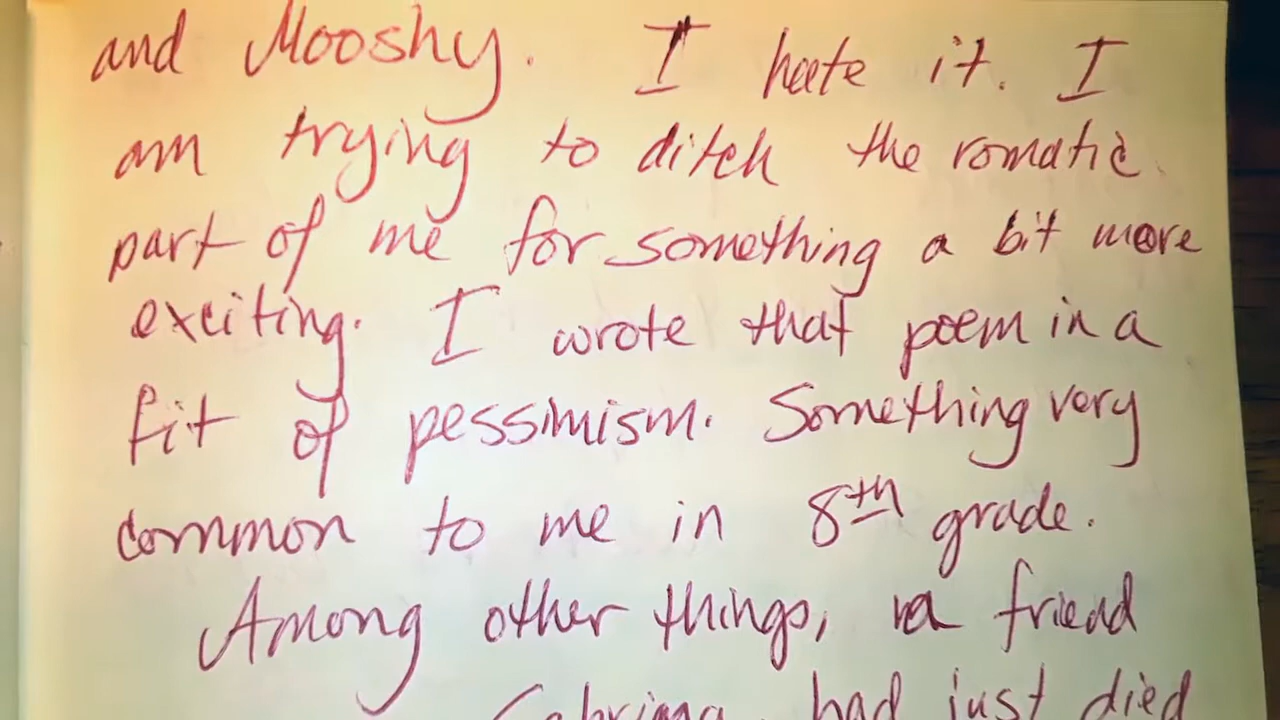 and Mooshy. I hate it. I
am trying to ditch the romatic
part of me for something a bit more
exciting. I wrote that poem in a
fit of pessimism. Something very
common to me in 8th grade.
Among other things, a friend
had just died